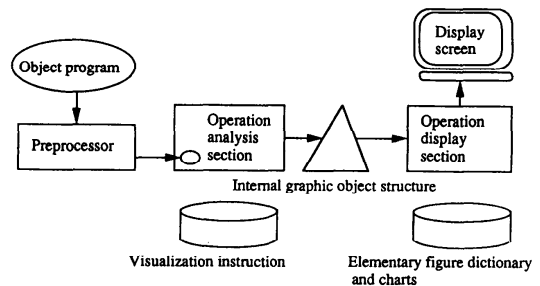 Object program
Preprocessor
Operation
analysis
section
Internal graphic object structure
Operation
display
section
Display
screen
Visualization instruction
Elementary figure dictionary
and charts